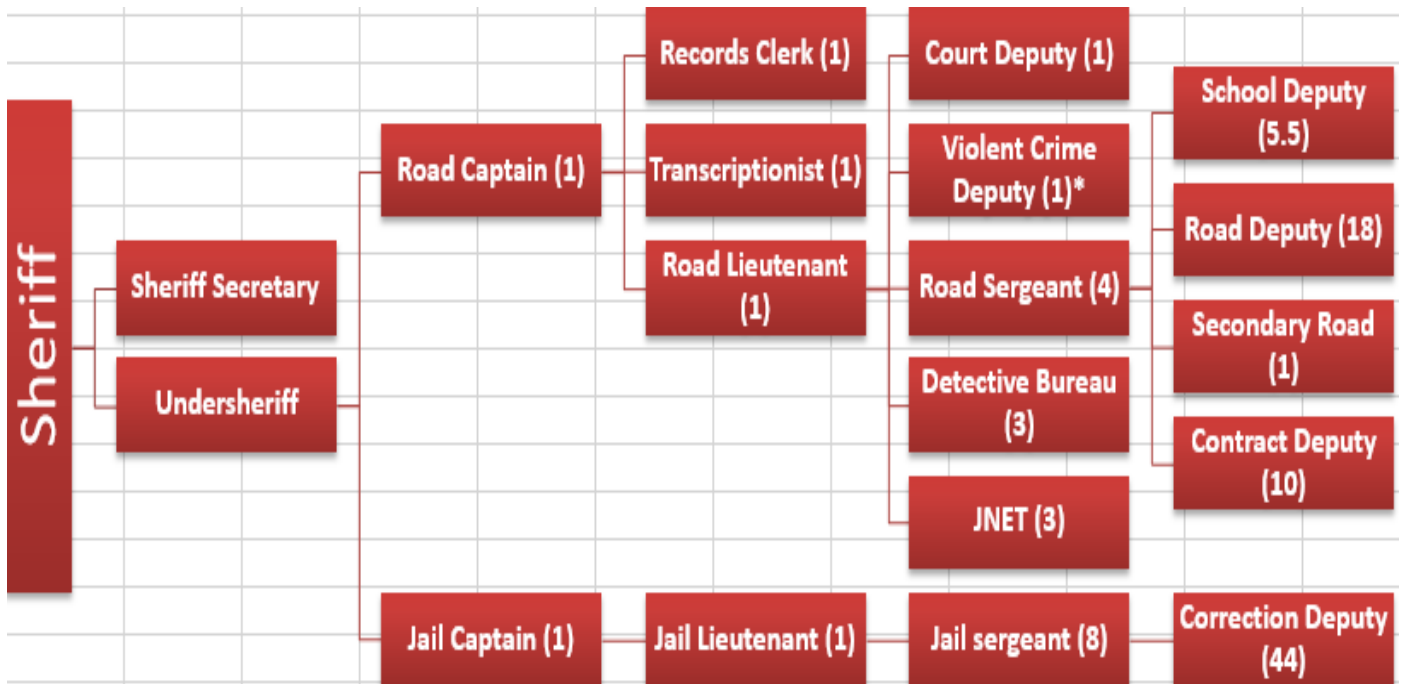 Sheriff
Sheriff Secretary
Undersheriff
Road Captain (1)
Jail Captain (1)
Records Clerk (1)
Transcriptionist (1)
Road Lieutenant
(1)
Jail Lieutenant (1)
Court Deputy (1)
Violent Crime
Deputy (1)*
Road Sergeant (4)
Detective Bureau
(3)
JNET (3)
Jail sergeant (8)
School Deputy
(5.5)
Road Deputy (18)
Secondary Road
(1)
Contract Deputy
(10)
Correction Deputy
(44)